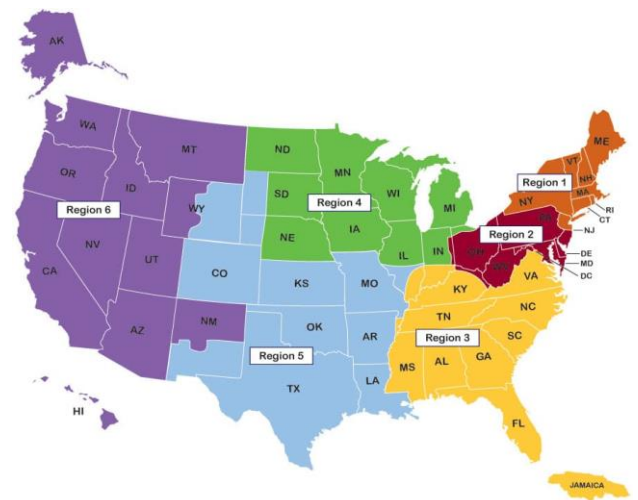 AK
WA
MT
ND
MN
ME
VT
NH
OR
ID
WY
SD
WI
MI
NY
MA
RI
CT
Region 1
Region 6
Region 4
NJ
PA
Region 2
NE
IA
IL
IN
OH
WV
DE
MD
DC
NV
UT
CO
KS
MO
KY
VA
CA
AZ
NM
OK
AR
TN
NC
SC
Region 5
Region 3
TX
LA
MS
AL
GA
HI
FL
JAMAICA